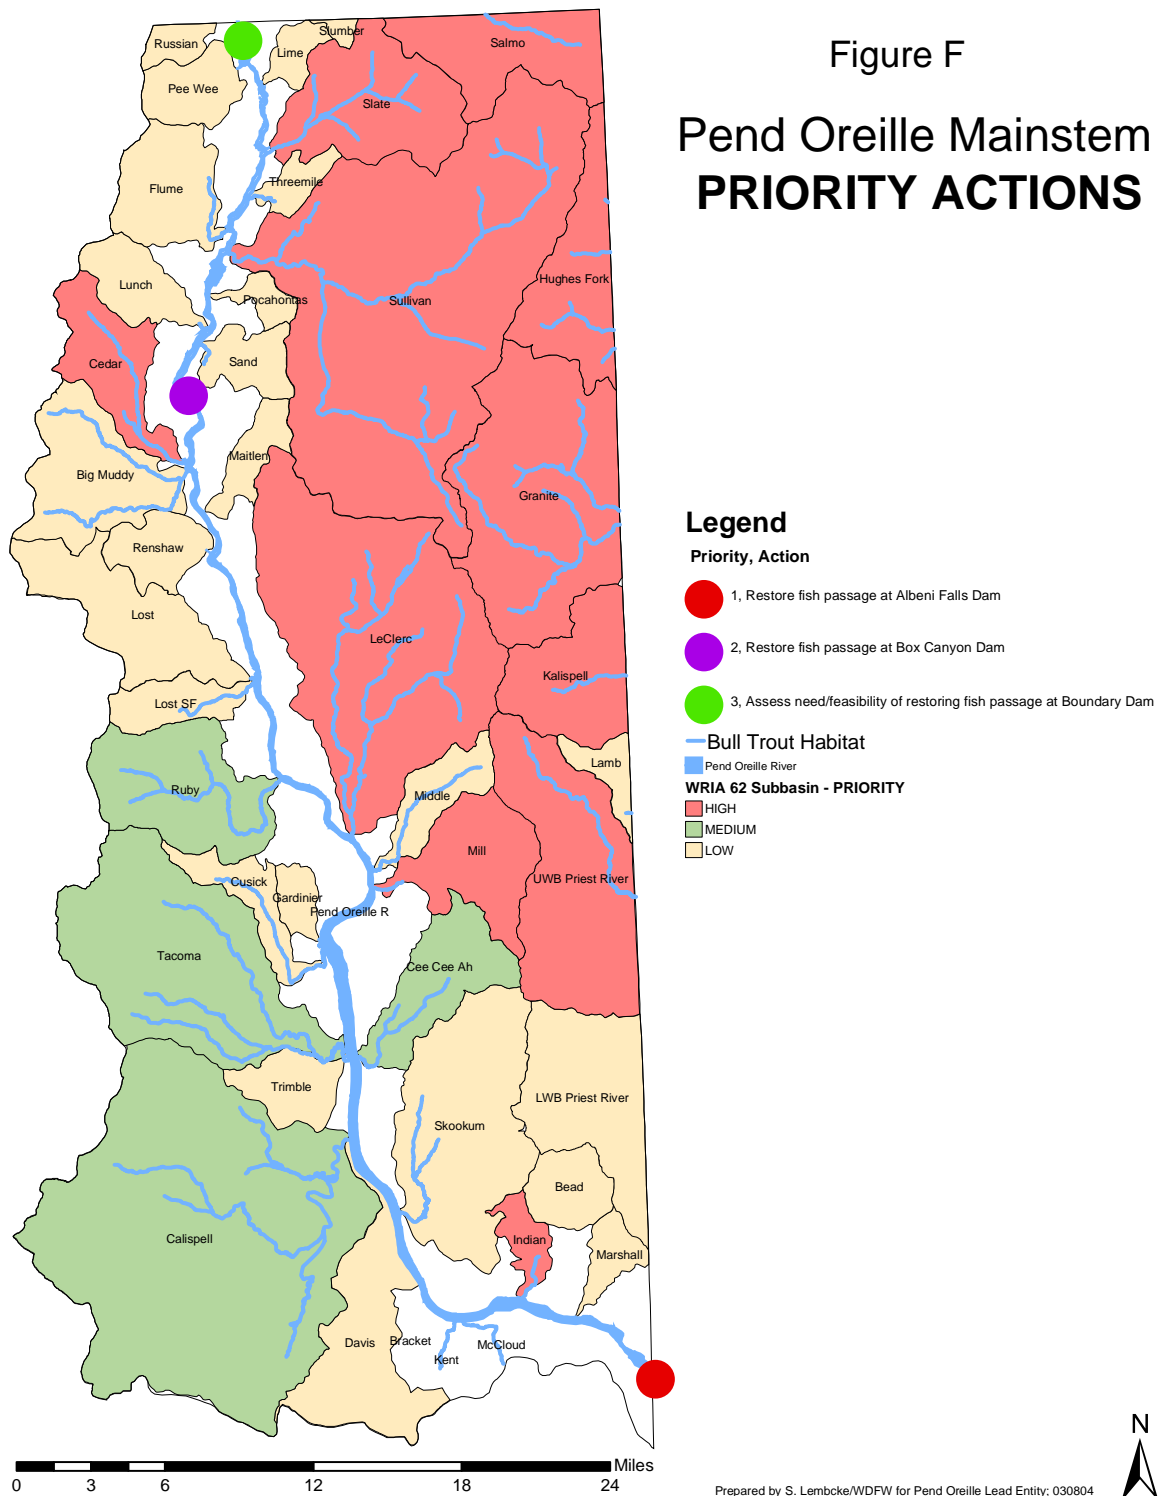 Figure F
Pend Oreille Mainstem
PRIORITY ACTIONS
Russian
Slumber
Lime
Salmo
Pee Wee
Slate
Threemile
Flume
Hughes Fork
Lunch
Pocahontas
Sullivan
Cedar
Sand
Maitlen
Big Muddy
Granite
Renshaw
Lost
LeClerc
Kalispell
Lost SF
Lamb
Ruby
Middle
Mill
Cusick
UWB Priest River
Gardinier
Pend Oreille R
Tacoma
Cee Cee Ah
Trimble
LWB Priest River
Skookum
Bead
Calispell
Indian
Marshall
Davis
Bracket
McCloud
Kent
Legend
Priority, Action
1, Restore fish passage at Albeni Falls Dam
2, Restore fish passage at Box Canyon Dam
3, Assess need/feasibility of restoring fish passage at Boundary Dam
Bull Trout Habitat
Pend Oreille River
WRIA 62 Subbasin - PRIORITY
HIGH
MEDIUM
LOW
Miles
0 3 6 12 18 24
N
Prepared by S. Lembcke/WDFW for Pend Oreille Lead Entity; 030804